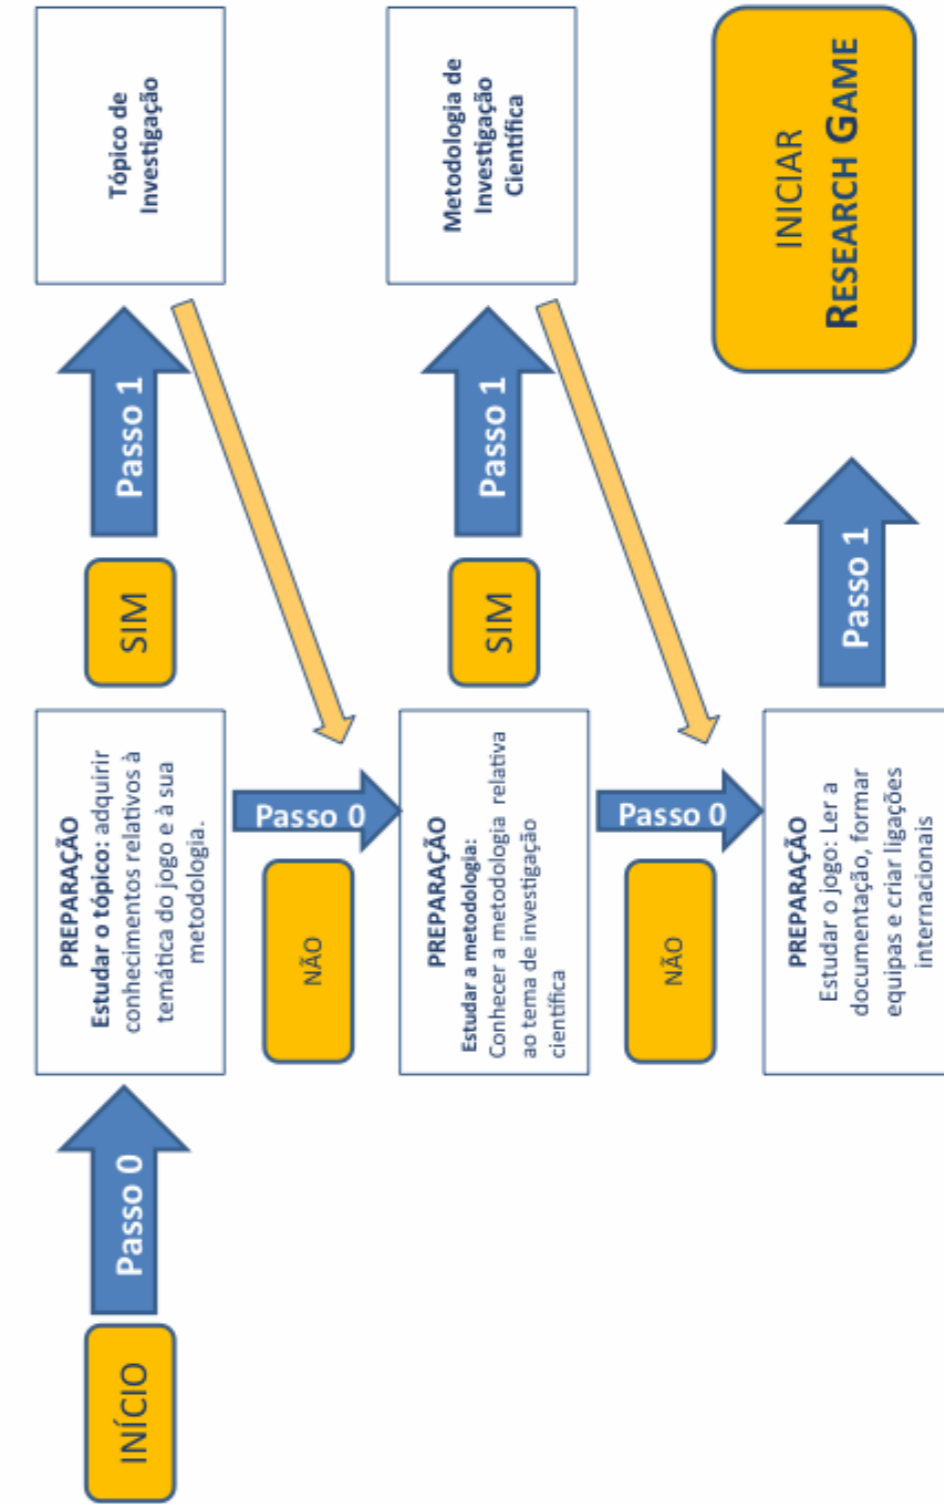 INÍCIO
Passo 0
PREPARAÇÃO
Estudar o tópico: adquirir
conhecimentos relativos à
temática do jogo e à sua
metodologia.
SIM
Passo 1
Tópico de
Investigação
NÃO
Passo 0
PREPARAÇÃO
Estudar a metodologia:
Conhecer a metodologia relativa
ao tema de investigação
científica
SIM
Passo 1
Metodologia de
Investigação
Científica
NÃO
Passo 0
PREPARAÇÃO
Estudar o jogo: Ler a
documentação, formar
equipas e criar ligações
internacionais
Passo 1
INICIAR
RESEARCH GAME